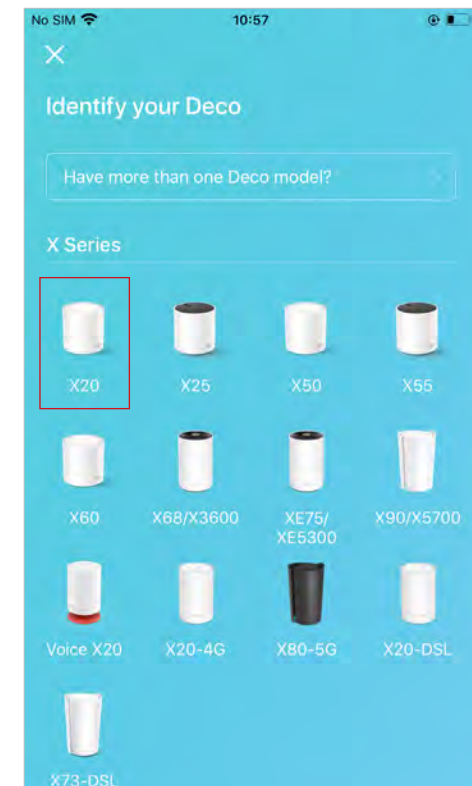 No SIM 10:57
Identify your Deco
Have more than one Deco model?
X Series
X20 X25 X50 X55
X60 X68/X3600 XE75/ X90/X5700
XE5300
Voice X20 X20-4G X80-5G X20-DSL
X73-DSL